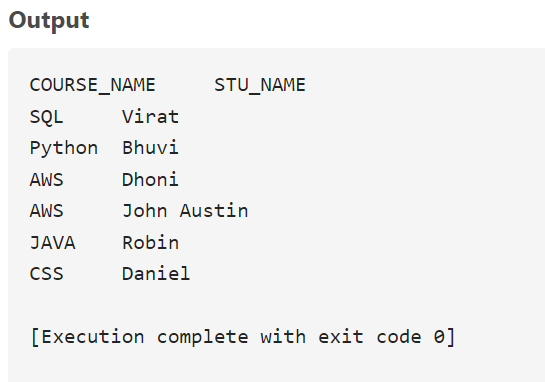 Output
COURSE_NAME     STU_NAME
SQL     Virat
Python  Bhuvi
AWS     Dhoni
AWS     John Austin
JAVA    Robin
CSS     Daniel
[Execution complete with exit code 0]